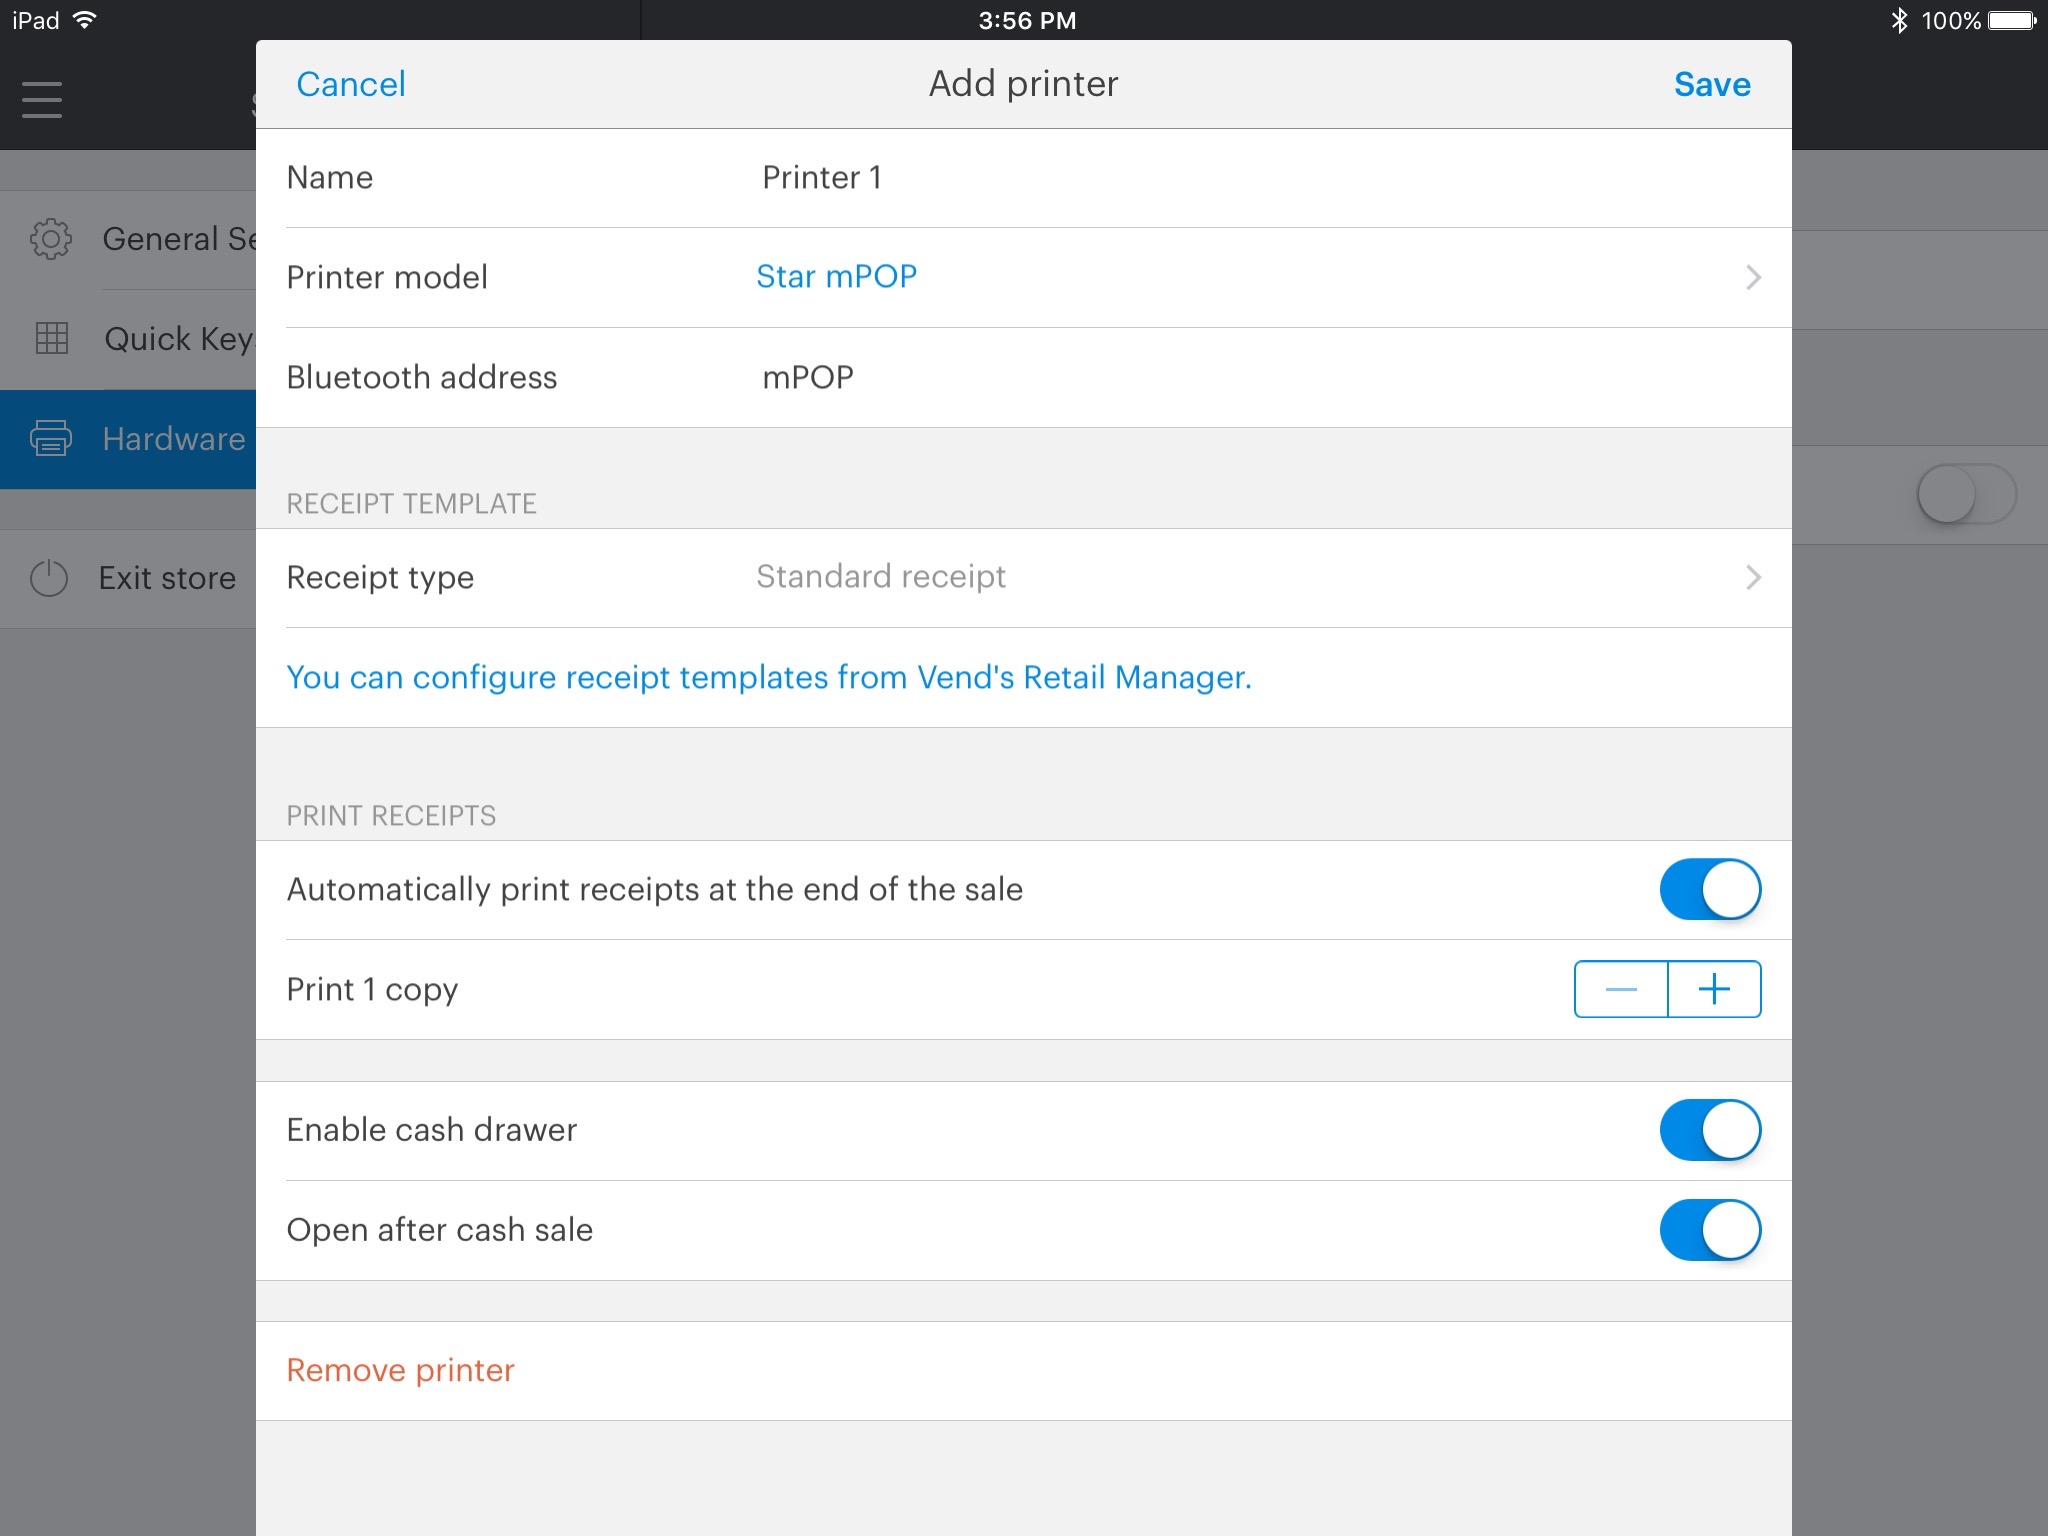 iPad 3:56 PM 100%
Cancel Add printer Save
Name Printer 1
General
Printer model Star mPOP
Quick
Bluetooth address mPOP
Hardware
RECEIPT TEMPLATE
Exit store
Receipt type Standard receipt
You can configure receipt templates from Vend's Retail Manager.
PRINT RECEIPTS
Automatically print receipts at the end of the sale
Print 1 copy
Enable cash drawer
Open after cash sale
Remove printer